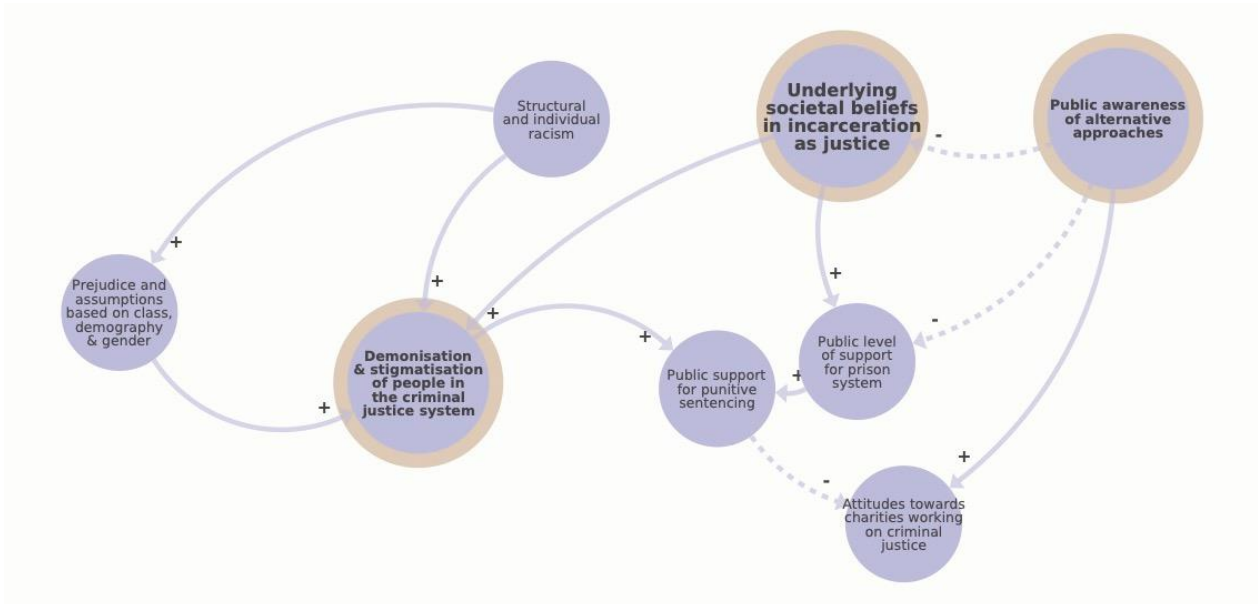 Structural
and individual
racism
Underlying
societal beliefs
in incarceration
as justice
Public awareness
of alternative
approaches
-
+
Prejudice and
assumptions
based on class,
demography
& gender
+
+
+
+
-
Demonisation
& stigmatisation
of people in
the criminal
justice system
Public support
for punitive
sentencing
+
Public level
of support
for prison
system
+
+
-
Attitudes towards
charities working
on criminal
justice